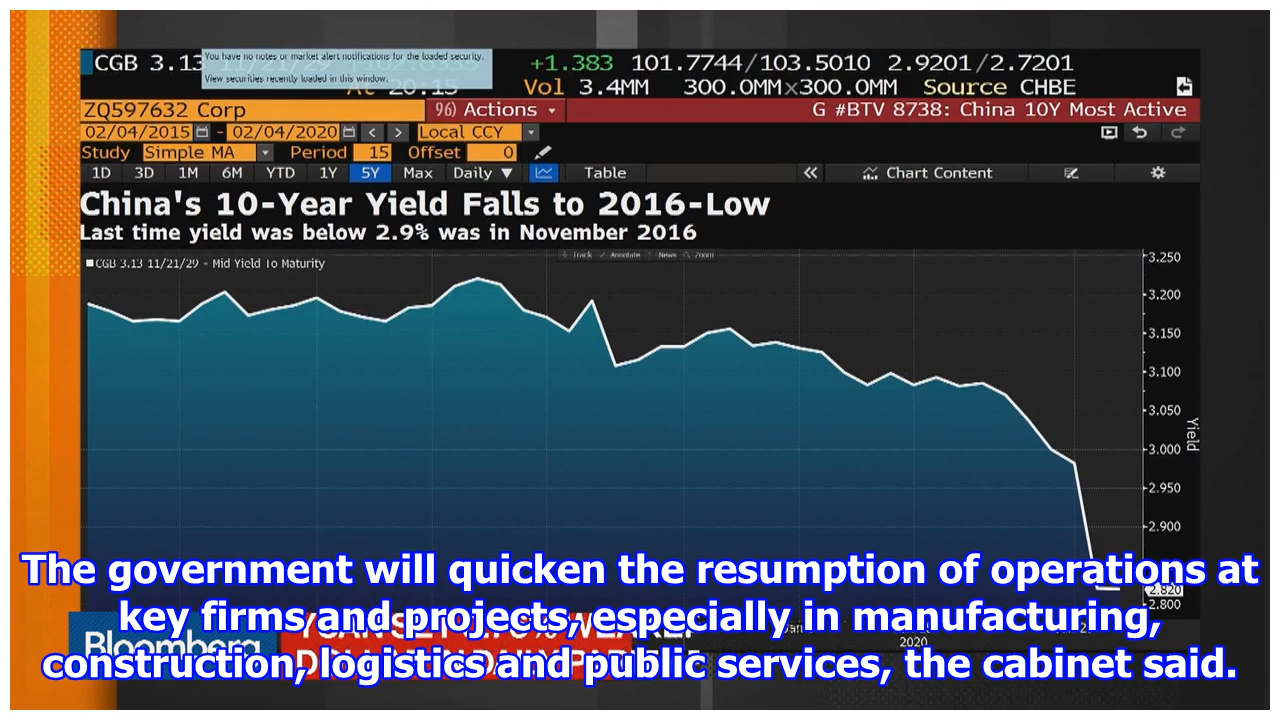 CGB 3.13
You have no notes or market alert notifications for the loaded security.
View securities recently loaded in this window.
+1.383 101.7744/103.5010 2.9201/2.7201
At 20:15 Vol 3.4MM 300.0MM×300.0MM Source CHBE
ZQ597632 Corp 96) Actions G #BTV 8738: China 10Y Most Active
02/04/2015 - 02/04/2020 < > Local CCY
Study Simple MA Period 15 Offset 0
1D 3D 1M 6M YTD 1Y 5Y Max Daily ▼ Table « Chart Content
China's 10-Year Yield Falls to 2016-Low
Last time yield was below 2.9% was in November 2016
Track Annotate News Zoom
CGB 3.13 11/21/29 - Mid Yield To Maturity
3.250
3.200
3.150
3.100
3.050
Yield
3.000
2.950
2.900
The government will quicken the resumption of operations at
2.820
2.800
key firms and projects, especially in manufacturing,
Bloomberg
2020
construction, logistics and public services, the cabinet said.